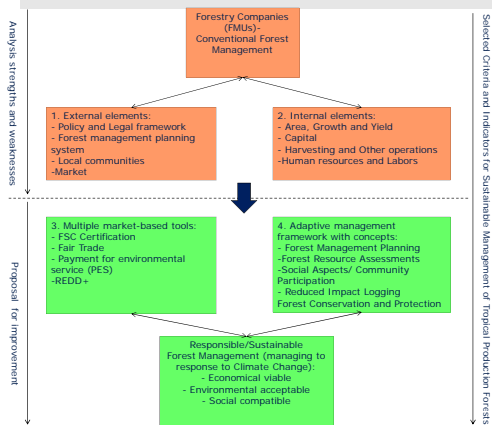 Forestry Companies
(FMUs)-
Conventional Forest
Management
Analysis strengths and weaknesses
1. External elements:
- Policy and Legal framework
- Forest management planning
system
- Local communities
-Market
2. Internal elements:
- Area, Growth and Yield
- Capital
- Harvesting and Other operations
-Human resources and Labors
Selected Criteria and Indicators for Sustainable Management of Tropical Production Forests
3. Multiple market-based tools:
- FSC Certification
- Fair Trade
- Payment for environmental
service (PES)
-REDD+
4. Adaptive management
framework with concepts:
- Forest Management Planning
-Forest Resource Assessments
-Social Aspects/ Community
Participation
- Reduced Impact Logging
Forest Conservation and Protection
Proposal for improvement
Responsible/Sustainable
Forest Management (managing to
response to Climate Change):
- Economical viable
- Environmental acceptable
- Social compatible